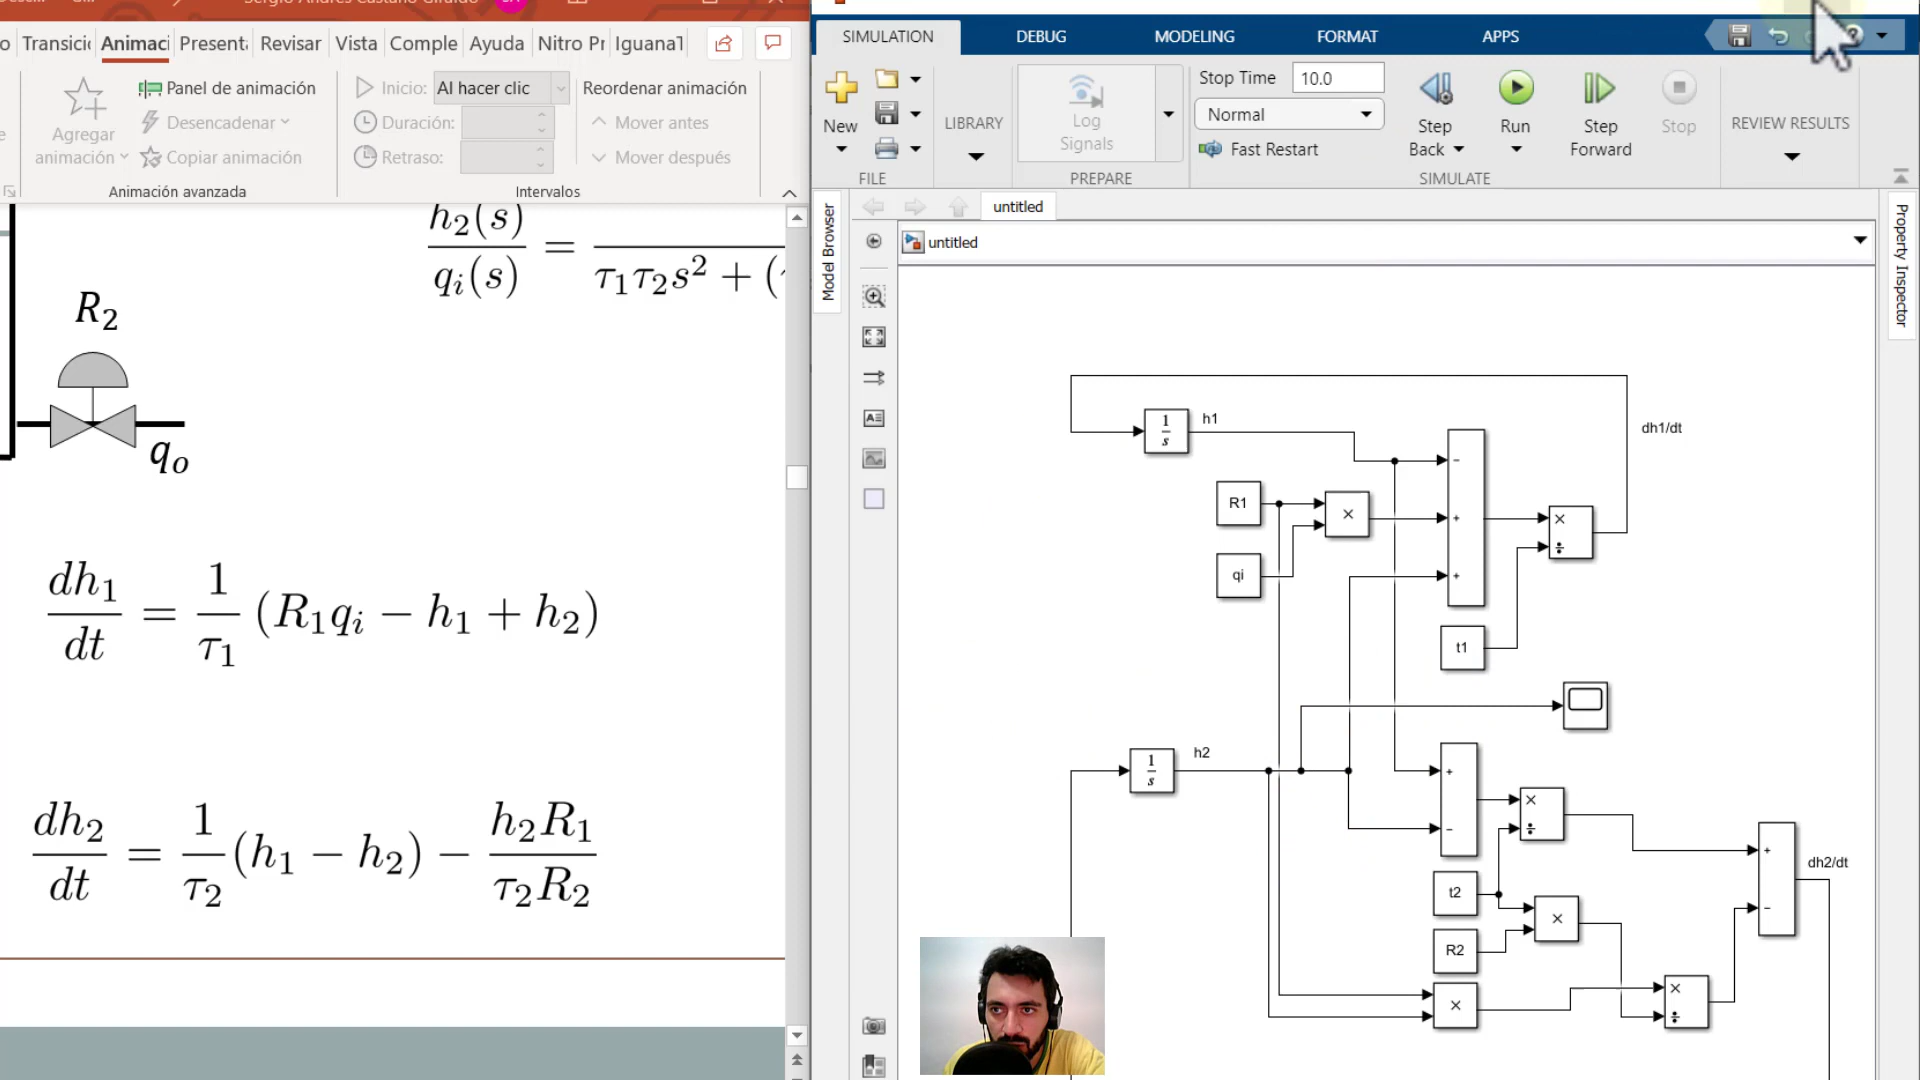 Transici
Animaci
Present
Revisar
Vista
Comple
Ayuda
Nitro Pr
IguanaT
Agregar
animación
Panel de animación
Desencadenar
Copiar animación
Animación avanzada
Inicio:
Al hacer clic
Duración:
Retraso:
Reordenar animación
Mover antes
Mover después
Intervalos
h₂(s)
qᵢ(s)
=
τ₁τ₂s² + (
R₂
qₒ
dh₁/dt = 1/τ₁ (R₁qᵢ − h₁ + h₂)
dh₂/dt = 1/τ₂ (h₁ − h₂) − h₂R₁/τ₂R₂
SIMULATION
DEBUG
MODELING
FORMAT
APPS
New
FILE
LIBRARY
Log
Signals
PREPARE
Stop Time
10.0
Normal
Fast Restart
Step
Back
Run
Step
Forward
Stop
SIMULATE
REVIEW RESULTS
Model Browser
untitled
untitled
Property Inspector
1
s
h1
−
+
+
dh1/dt
R1
×
×
÷
qi
t1
1
s
h2
+
−
×
÷
t2
×
R2
×
×
÷
+
−
dh2/dt